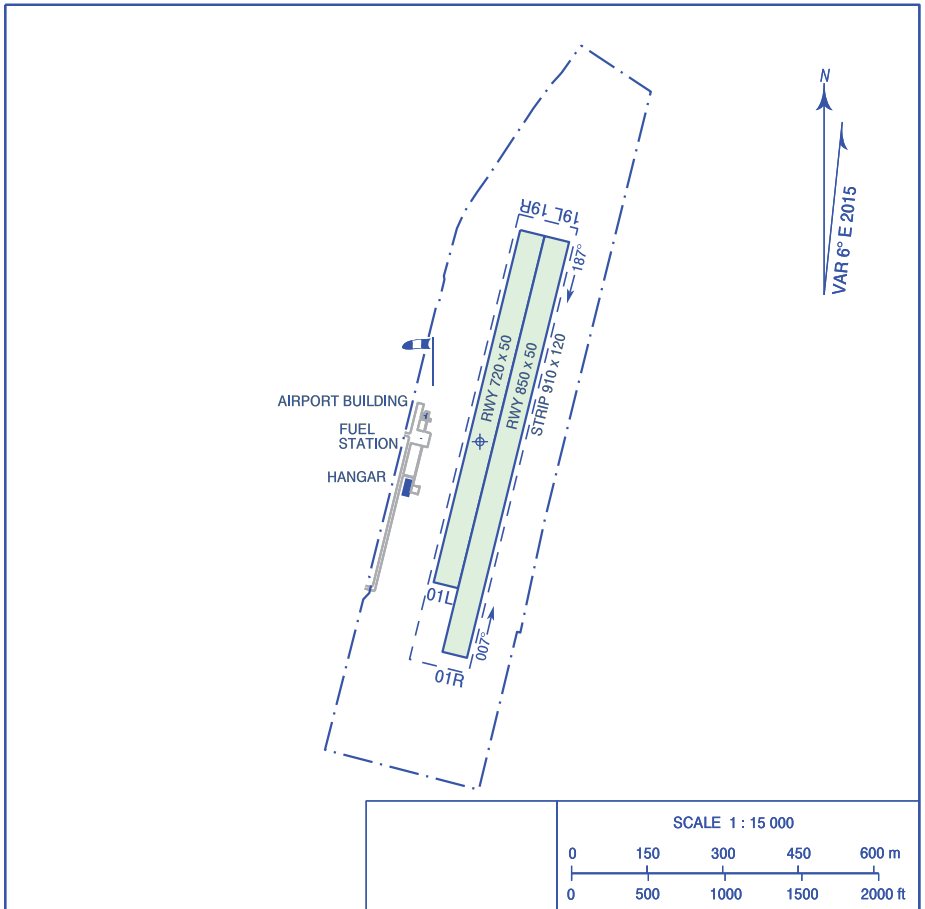 N
VAR 6° E 2015
19L 19R
187°
RWY 720 x 50
RWY 850 x 50
STRIP 910 x 120
AIRPORT BUILDING
FUEL
STATION
HANGAR
01L
007°
01R
SCALE 1 : 15 000
0 150 300 450 600 m
0 500 1000 1500 2000 ft